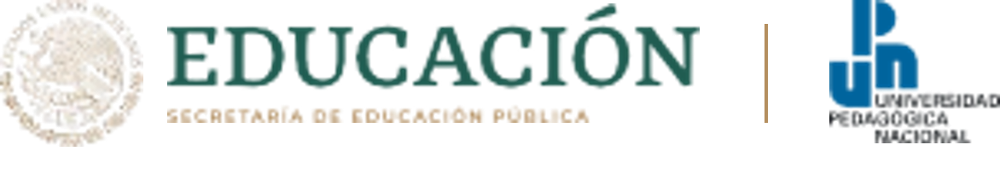 EDUCACIÓN
SECRETARÍA DE EDUCACIÓN PÚBLICA
UNIVERSIDAD
PEDAGÓGICA
NACIONAL